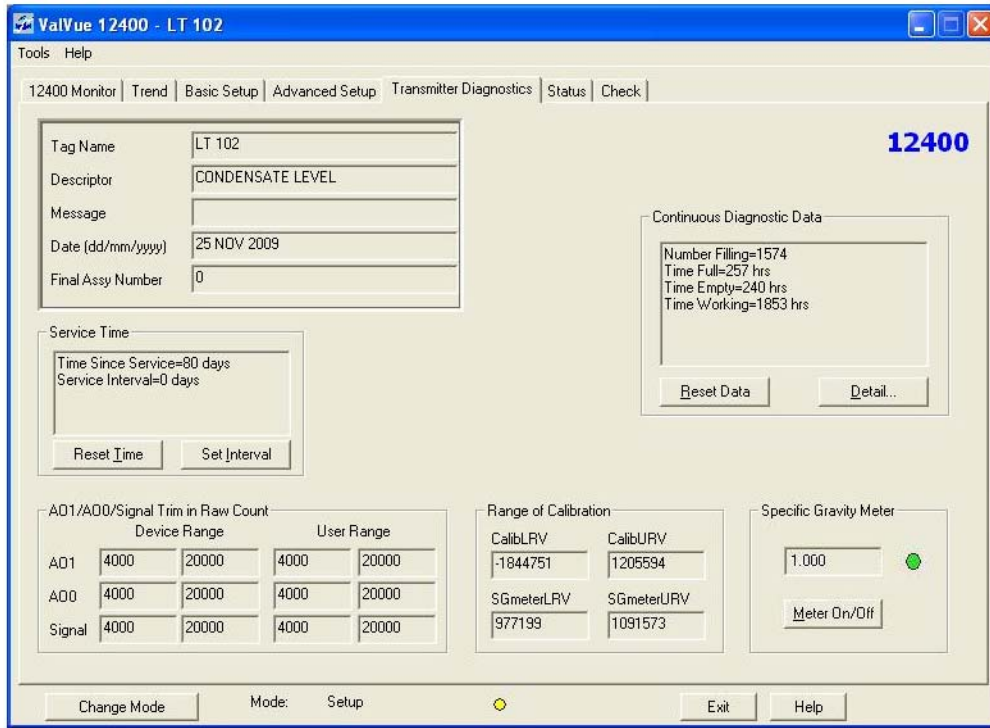 ValVue 12400 - LT 102
Tools Help
12400 Monitor Trend Basic Setup Advanced Setup Transmitter Diagnostics Status Check
12400
Tag Name LT 102
Descriptor CONDENSATE LEVEL
Message
Date (dd/mm/yyyy) 25 NOV 2009
Final Assy Number 0
Continuous Diagnostic Data
Number Filling=1574
Time Full=257 hrs
Time Empty=240 hrs
Time Working=1853 hrs
Reset Data Detail...
Service Time
Time Since Service=80 days
Service Interval=0 days
Reset Time Set Interval
AO1/AO0/Signal Trim in Raw Count
Device Range User Range
AO1 4000 20000 4000 20000
AO0 4000 20000 4000 20000
Signal 4000 20000 4000 20000
Range of Calibration
CalibLRV CalibURV
-1844751 1205594
SGmeterLRV SGmeterURV
977199 1091573
Specific Gravity Meter
1.000
Meter On/Off
Change Mode Mode: Setup Exit Help